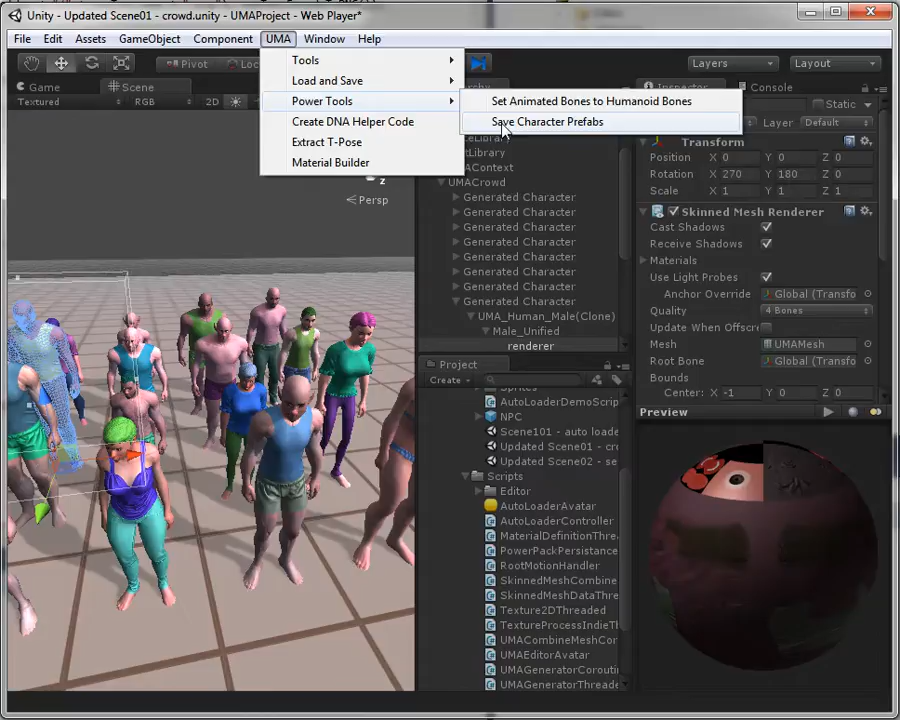 Unity - Updated Scene01 - crowd.unity - UMAProject - Web Player*
File Edit Assets GameObject Component UMA Window Help
Pivot Loc Layers Layout
Game Scene Inspector Console
Textured RGB 2D
Static
Layer Default
Tools
Load and Save
Power Tools
Create DNA Helper Code
Extract T-Pose
Material Builder
Set Animated Bones to Humanoid Bones
Save Character Prefabs
z
Persp
tLibrary
Context
UMACrowd
Generated Character
Generated Character
Generated Character
Generated Character
Generated Character
Generated Character
Generated Character
Generated Character
UMA_Human_Male(Clone)
Male_Unified
renderer
Project
Create
AutoLoaderDemoScrip
NPC
Scene101 - auto loade
Updated Scene01 - cr
Updated Scene02 - se
Scripts
Editor
AutoLoaderAvatar
AutoLoaderController
MaterialDefinitionThre
PowerPackPersistance
RootMotionHandler
SkinnedMeshCombine
SkinnedMeshDataThre
Texture2DThreaded
TextureProcessIndieTh
UMACombineMeshCor
UMAEditorAvatar
UMAGeneratorCorouti
UMAGeneratorThreade
Transform
Position X 0 Y 0 Z 0
Rotation X 270 Y 180 Z 0
Scale X 1 Y 1 Z 1
Skinned Mesh Renderer
Cast Shadows
Receive Shadows
Materials
Use Light Probes
Anchor Override Global (Transfo
Quality 4 Bones
Update When Offscre
Mesh UMAMesh
Root Bone Global (Transfo
Bounds
Center: X -1 Y 0 Z 0
Preview